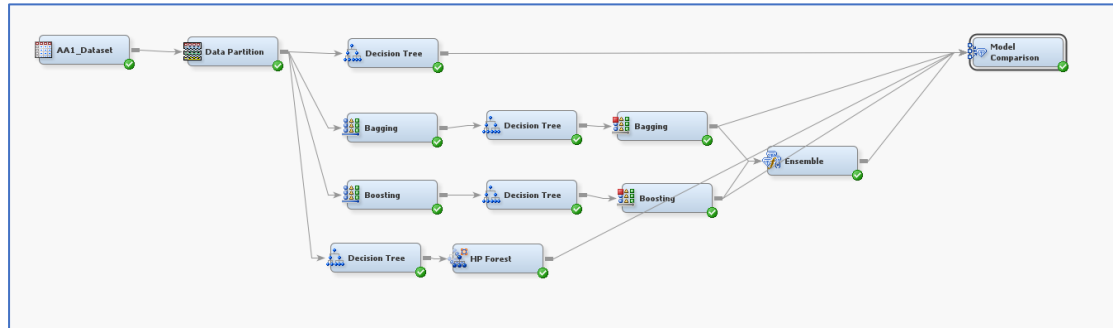 AA1_Dataset
Data Partition
Decision Tree
Model
Comparison
Bagging
Decision Tree
Bagging
Ensemble
Boosting
Decision Tree
Boosting
Decision Tree
HP Forest